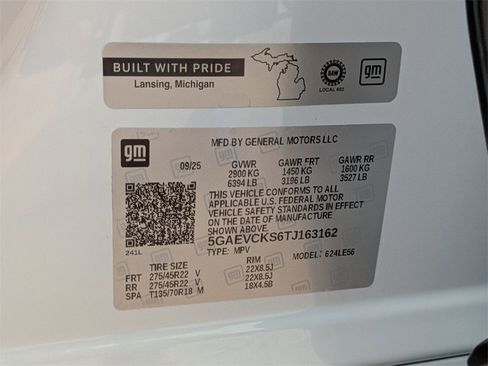 BUILT WITH PRIDE
Lansing, Michigan
UAW
LOCAL 602
gm
gm
MFD BY GENERAL MOTORS LLC
09/25 GVWR GAWR FRT GAWR RR
2900 KG 1450 KG 1600 KG
6394 LB 3196 LB 3527 LB
THIS VEHICLE CONFORMS TO ALL
APPLICABLE U.S. FEDERAL MOTOR
VEHICLE SAFETY AND THEFT
PREVENTION STANDARDS IN EFFECT
ON THE DATE OF MANUFACTURE
SHOWN ABOVE.
5GAEVCKS6TJ163162
241L TYPE: MPV MODEL: 624LE56
TIRE SIZE RIM
FRT 275/45R22 V 22X8.5J
RR 275/45R22 V 22X8.5J
SPA T135/70R18 M 18X4.5B